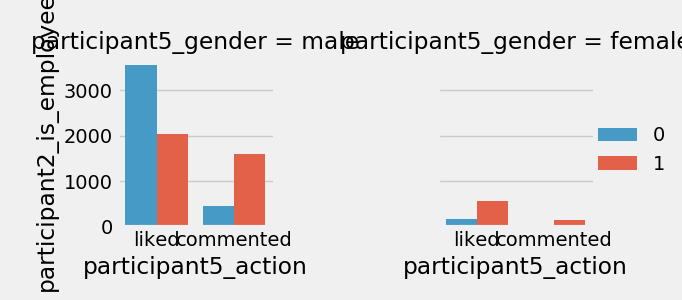 participant5_gender = male
participant5_gender = female
participant2_is_employee
3000
2000
1000
0
liked
commented
liked
commented
participant5_action
participant5_action
0
1